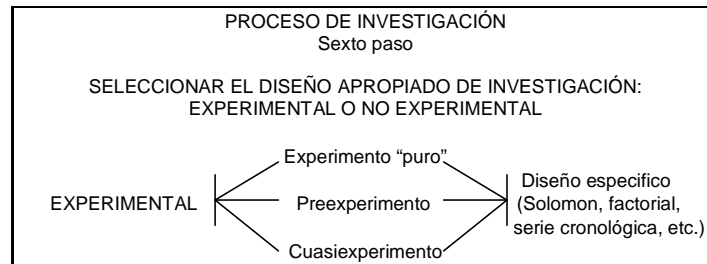 PROCESO DE INVESTIGACIÓN
Sexto paso
SELECCIONAR EL DISEÑO APROPIADO DE INVESTIGACIÓN:
EXPERIMENTAL O NO EXPERIMENTAL
Experimento “puro”
EXPERIMENTAL
Preexperimento
Cuasiexperimento
Diseño especifico
(Solomon, factorial,
serie cronológica, etc.)